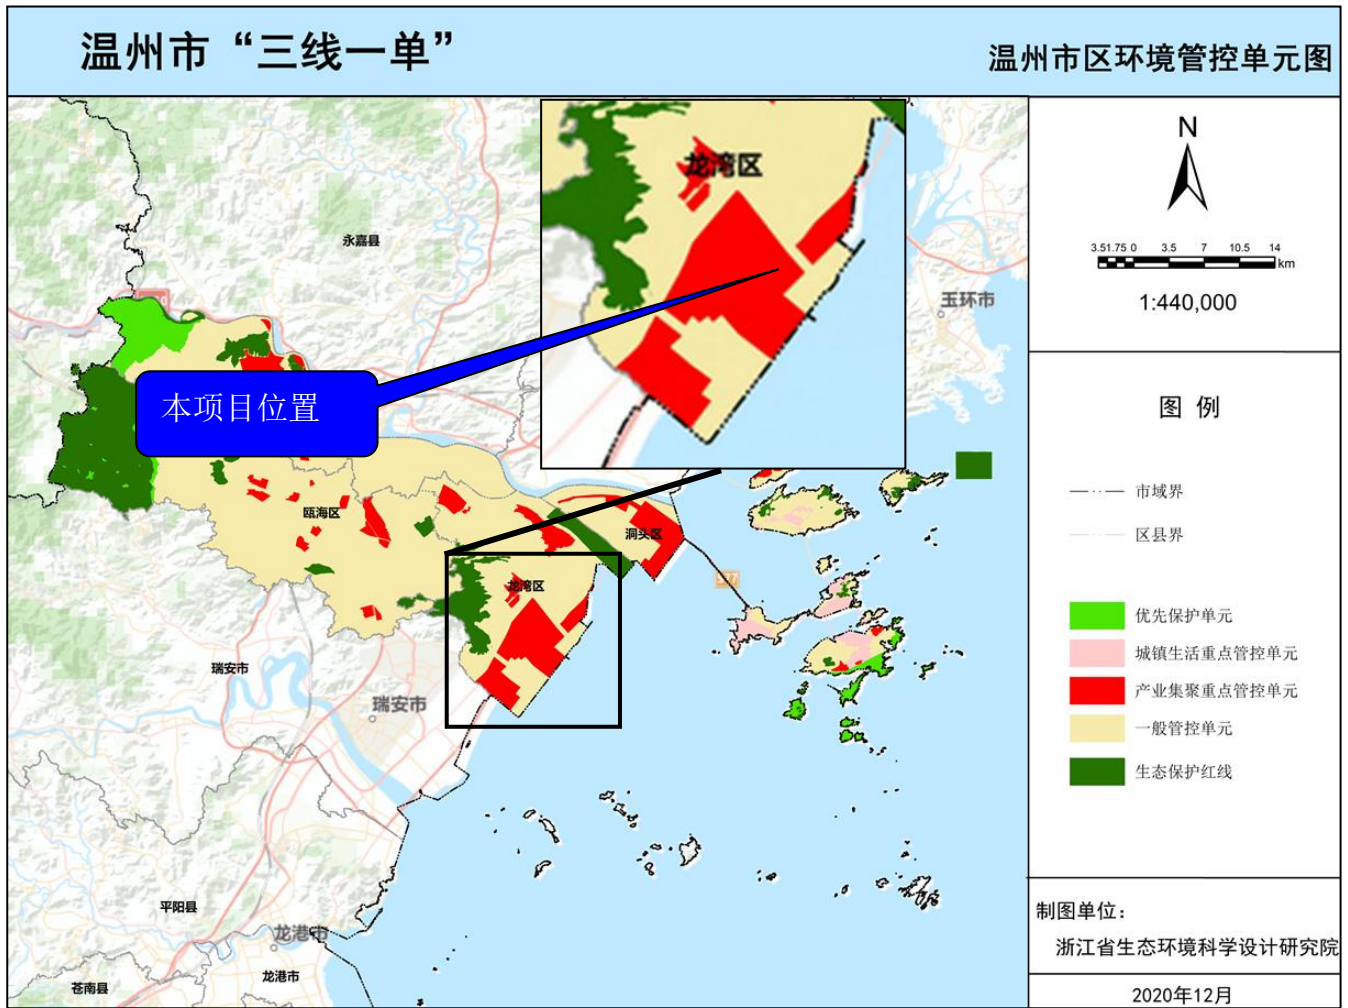 温州市“三线一单”
温州市区环境管控单元图
龙湾区
永嘉县
玉环市
本项目位置
瓯海区
洞头区
龙湾区
瑞安市
瑞安市
平阳县
龙港市
龙港市
苍南县
N
3.51.75 0 3.5 7 10.5 14
km
1:440,000
图 例
市域界
区县界
优先保护单元
城镇生活重点管控单元
产业集聚重点管控单元
一般管控单元
生态保护红线
制图单位：
浙江省生态环境科学设计研究院
2020年12月